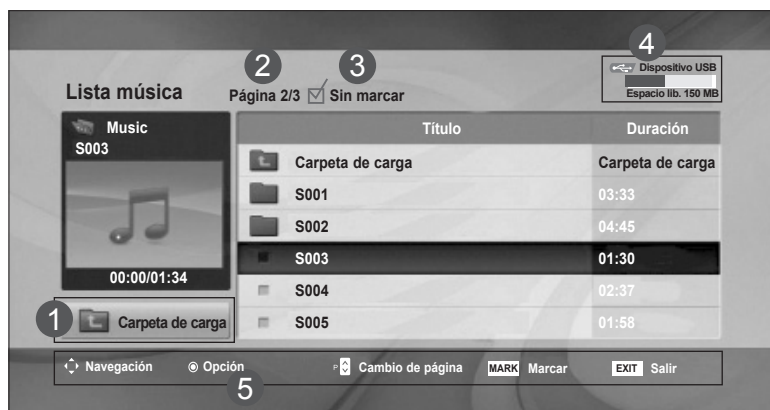 2
3
4
Dispositivo USB
Espacio lib. 150 MB
Lista música
Página 2/3
Sin marcar
Music
S003
00:00/01:34
1
Carpeta de carga
Título
Duración
Carpeta de carga
Carpeta de carga
S001
03:33
S002
04:45
S003
01:30
S004
02:37
S005
01:58
Navegación
Opción
P
Cambio de página
MARK Marcar
EXIT Salir
5